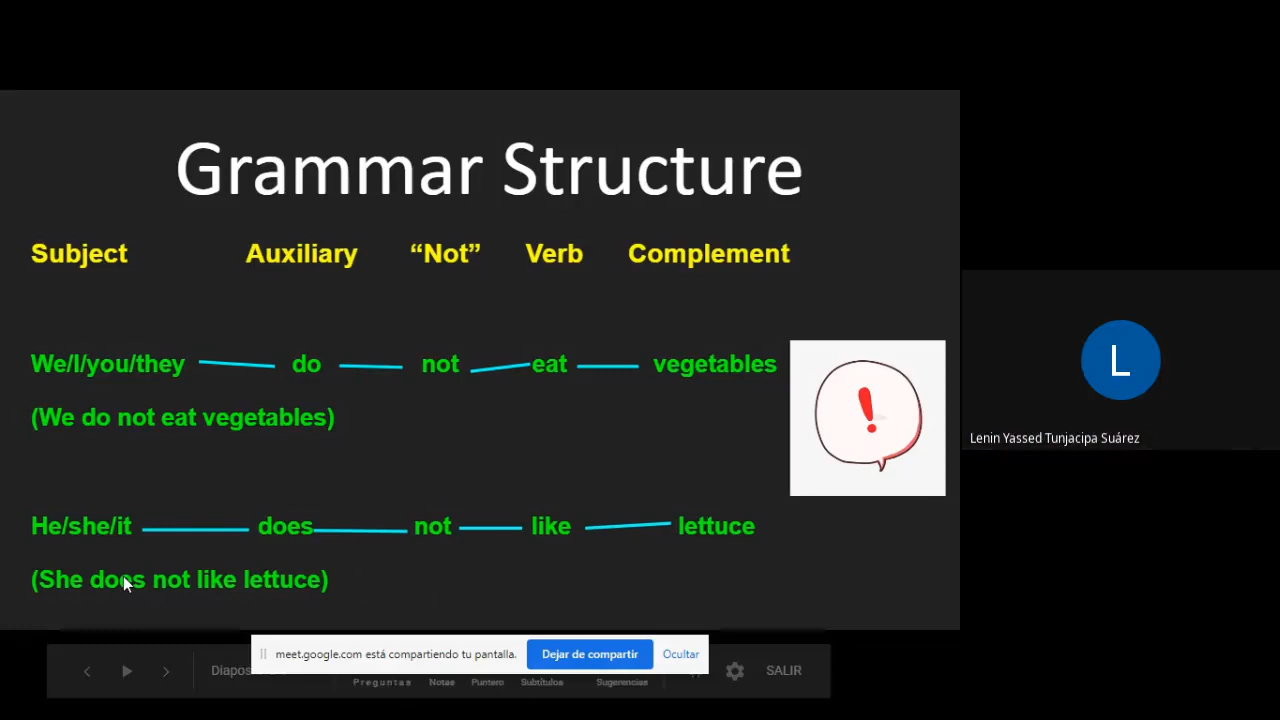 Grammar Structure
Subject Auxiliary “Not” Verb Complement
We/I/you/they do not eat vegetables
(We do not eat vegetables)
He/she/it does not like lettuce
(She does not like lettuce)
L
Lenin Yassed Tunjacipa Suárez
meet.google.com está compartiendo tu pantalla. Dejar de compartir Ocultar
SALIR
Preguntas Notas Puntero Subtítulos Sugerencias